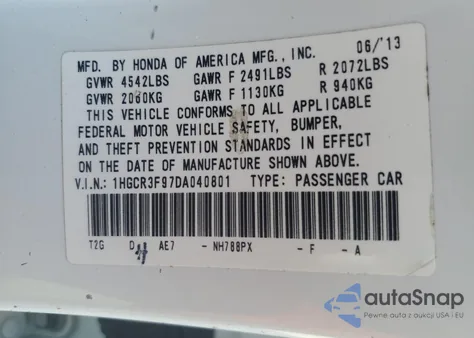 MFD. BY HONDA OF AMERICA MFG., INC. 06/13
GVWR 4542LBS GAWR F 2491LBS R 2072LBS
GVWR 2060KG GAWR F 1130KG R 940KG
THIS VEHICLE CONFORMS TO ALL APPLICABLE
FEDERAL MOTOR VEHICLE SAFETY, BUMPER,
AND THEFT PREVENTION STANDARDS IN EFFECT
ON THE DATE OF MANUFACTURE SHOWN ABOVE.
V.I.N.: 1HGCR3F97DA040801 TYPE: PASSENGER CAR
T2G D AE7 - NH788PX - F - A
autoSnap
Pewne auta z USA i EU